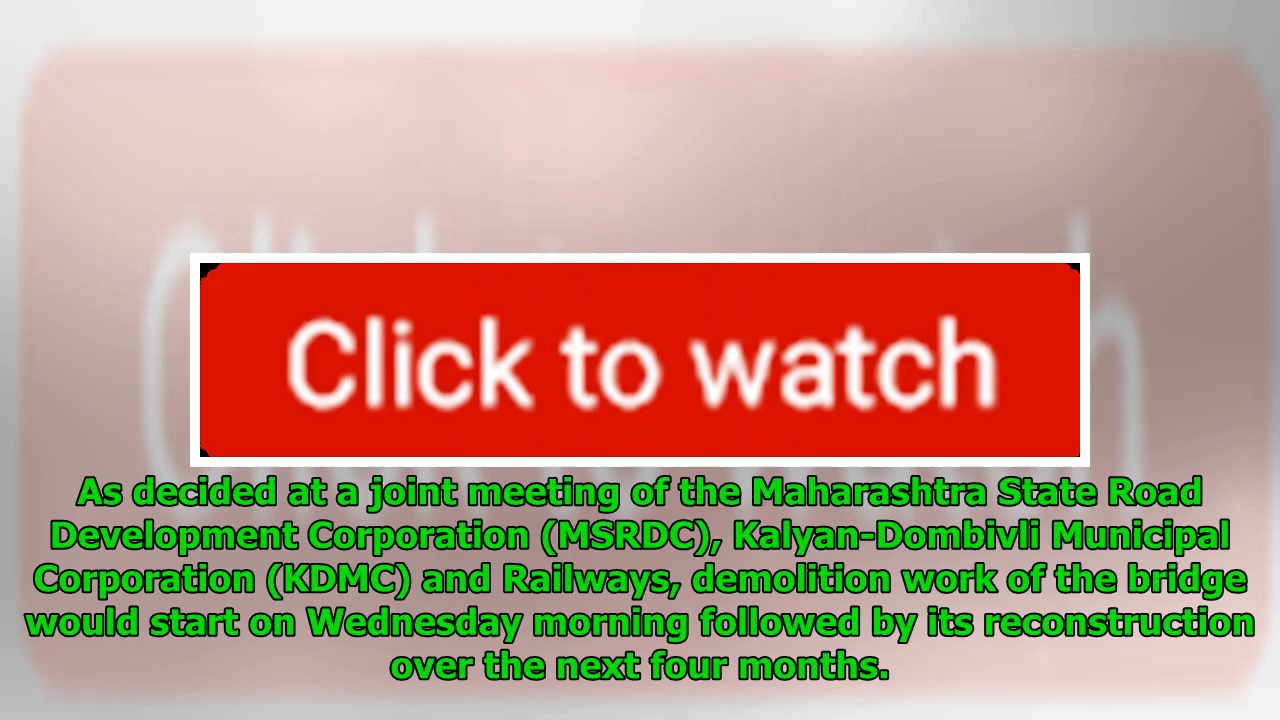 Click to watch
As decided at a joint meeting of the Maharashtra State Road
Development Corporation (MSRDC), Kalyan-Dombivli Municipal
Corporation (KDMC) and Railways, demolition work of the bridge
would start on Wednesday morning followed by its reconstruction
over the next four months.